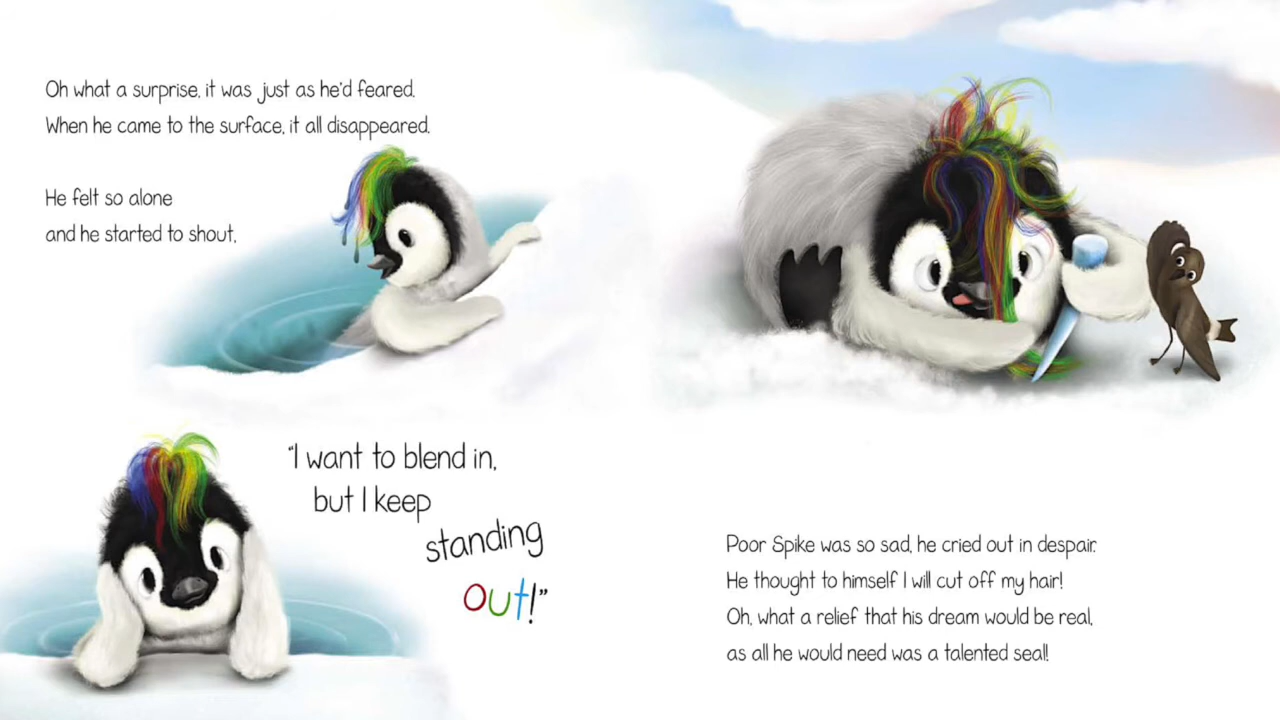 Oh what a surprise, it was just as he'd feared.
When he came to the surface, it all disappeared.
He felt so alone
and he started to shout,
"I want to blend in,
but I keep
standing
out!"
Poor Spike was so sad, he cried out in despair.
He thought to himself I will cut off my hair!
Oh, what a relief that his dream would be real,
as all he would need was a talented seal!